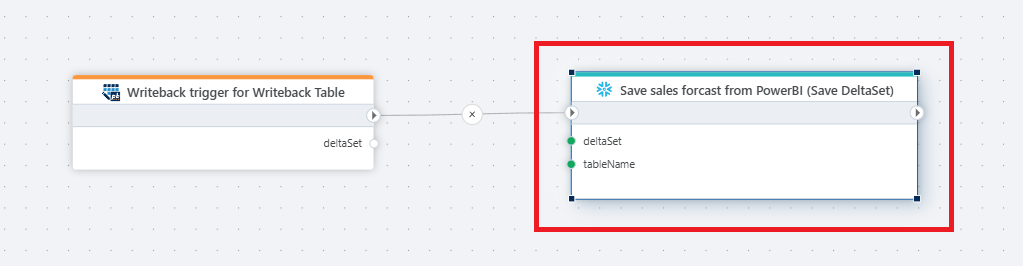 Writeback trigger for Writeback Table
deltaSet
Save sales forcast from PowerBI (Save DeltaSet)
deltaSet
tableName